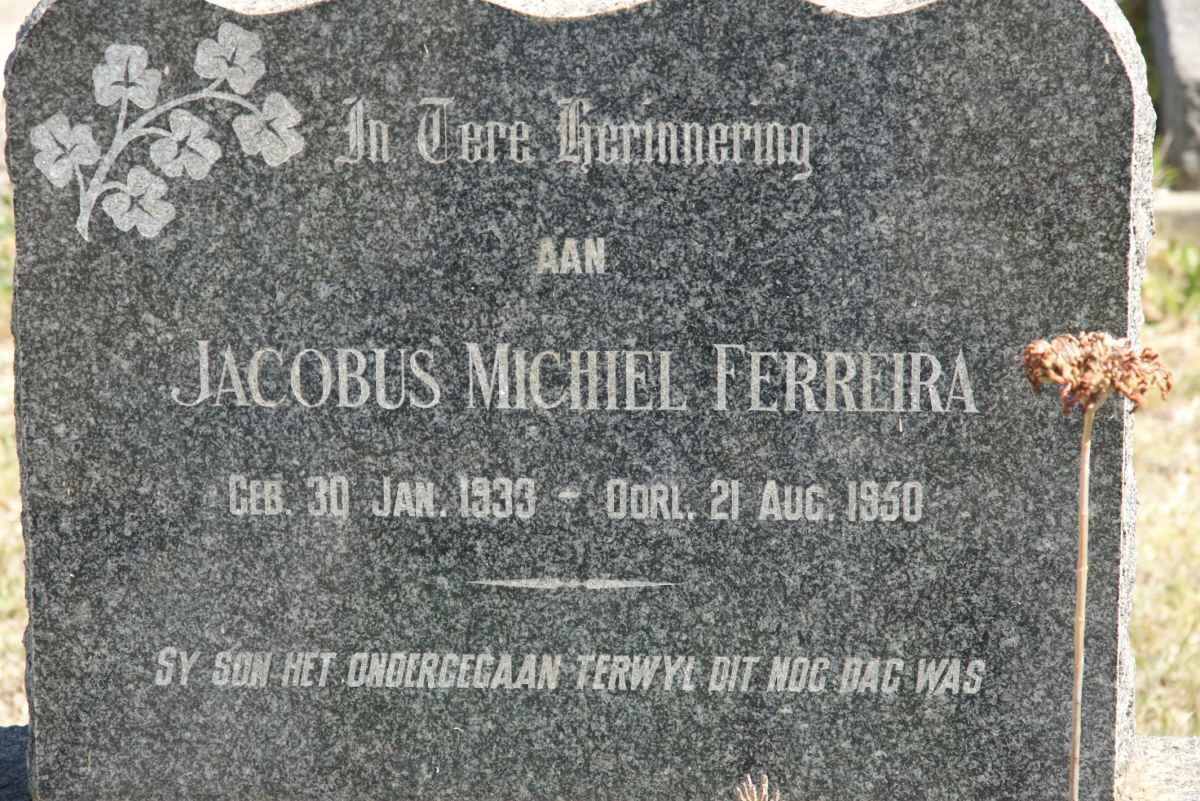 In Tere Herinnering
AAN
JACOBUS MICHIEL FERREIRA
GEB. 30 JAN. 1933 - OORL. 21 AUG. 1950
SY SON HET ONDERGEGAAN TERWYL DIT NOG DAG WAS